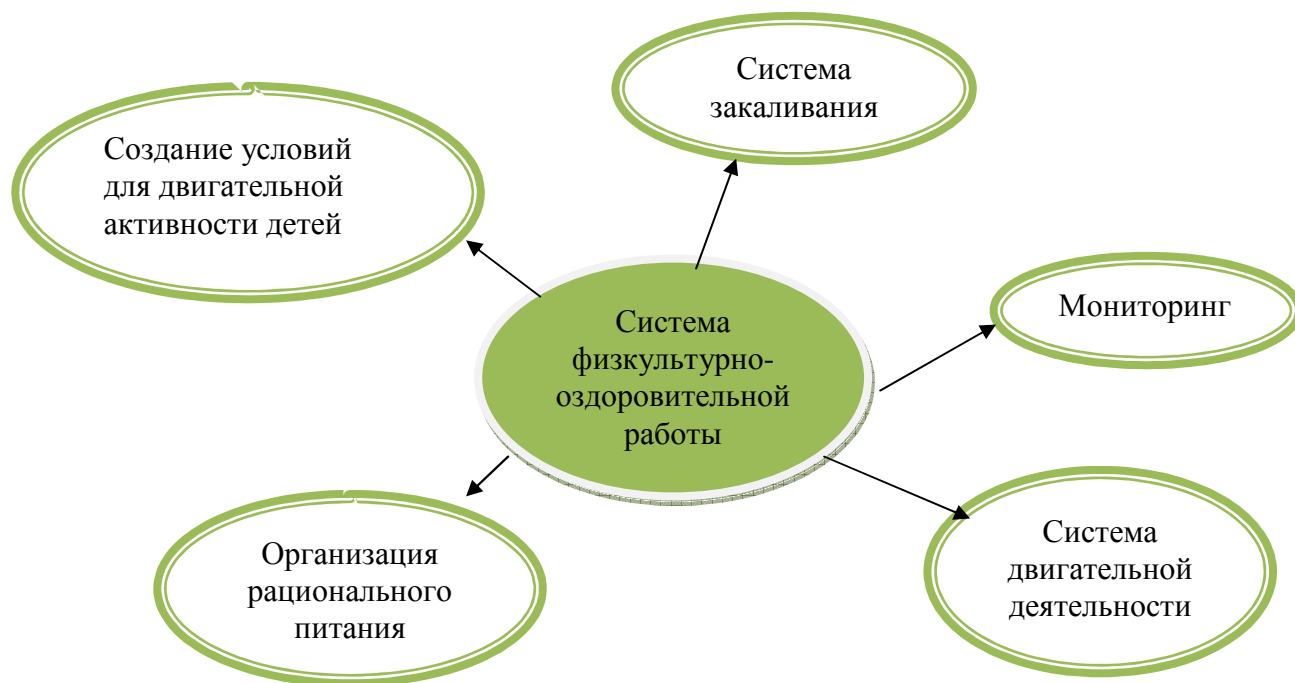 Система
закаливания
Создание условий
для двигательной
активности детей
Мониторинг
Система
физкультурно-
оздоровительной
работы
Организация
рационального
питания
Система
двигательной
деятельности